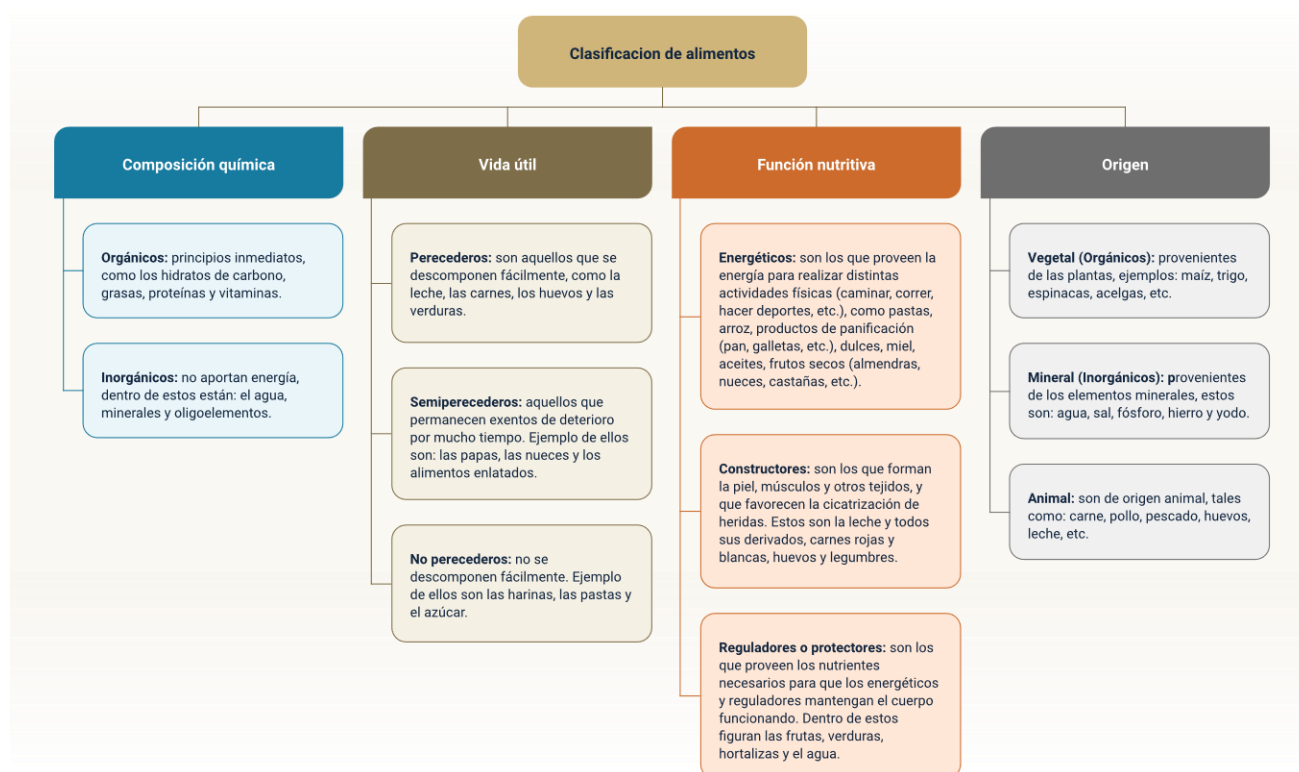 Clasificacion de alimentos
Composición química
Orgánicos: principios inmediatos,
como los hidratos de carbono,
grasas, proteínas y vitaminas.
Inorgánicos: no aportan energía,
dentro de estos están: el agua,
minerales y oligoelementos.
Vida útil
Perecederos: son aquellos que se
descomponen fácilmente, como la
leche, las carnes, los huevos y las
verduras.
Semiperecederos: aquellos que
permanecen exentos de deterioro
por mucho tiempo. Ejemplo de ellos
son: las papas, las nueces y los
alimentos enlatados.
No perecederos: no se
descomponen fácilmente. Ejemplo
de ellos son las harinas, las pastas y
el azúcar.
Función nutritiva
Energéticos: son los que proveen la
energía para realizar distintas
actividades físicas (caminar, correr,
hacer deportes, etc.), como pastas,
arroz, productos de panificación
(pan, galletas, etc.), dulces, miel,
aceites, frutos secos (almendras,
nueces, castañas, etc.).
Constructores: son los que forman
la piel, músculos y otros tejidos, y
que favorecen la cicatrización de
heridas. Estos son la leche y todos
sus derivados, carnes rojas y
blancas, huevos y legumbres.
Reguladores o protectores: son los
que proveen los nutrientes
necesarios para que los energéticos
y reguladores mantengan el cuerpo
funcionando. Dentro de estos
figuran las frutas, verduras,
hortalizas y el agua.
Origen
Vegetal (Orgánicos): provenientes
de las plantas, ejemplos: maíz, trigo,
espinacas, acelgas, etc.
Mineral (Inorgánicos): provenientes
de los elementos minerales, estos
son: agua, sal, fósforo, hierro y yodo.
Animal: son de origen animal, tales
como: carne, pollo, pescado, huevos,
leche, etc.